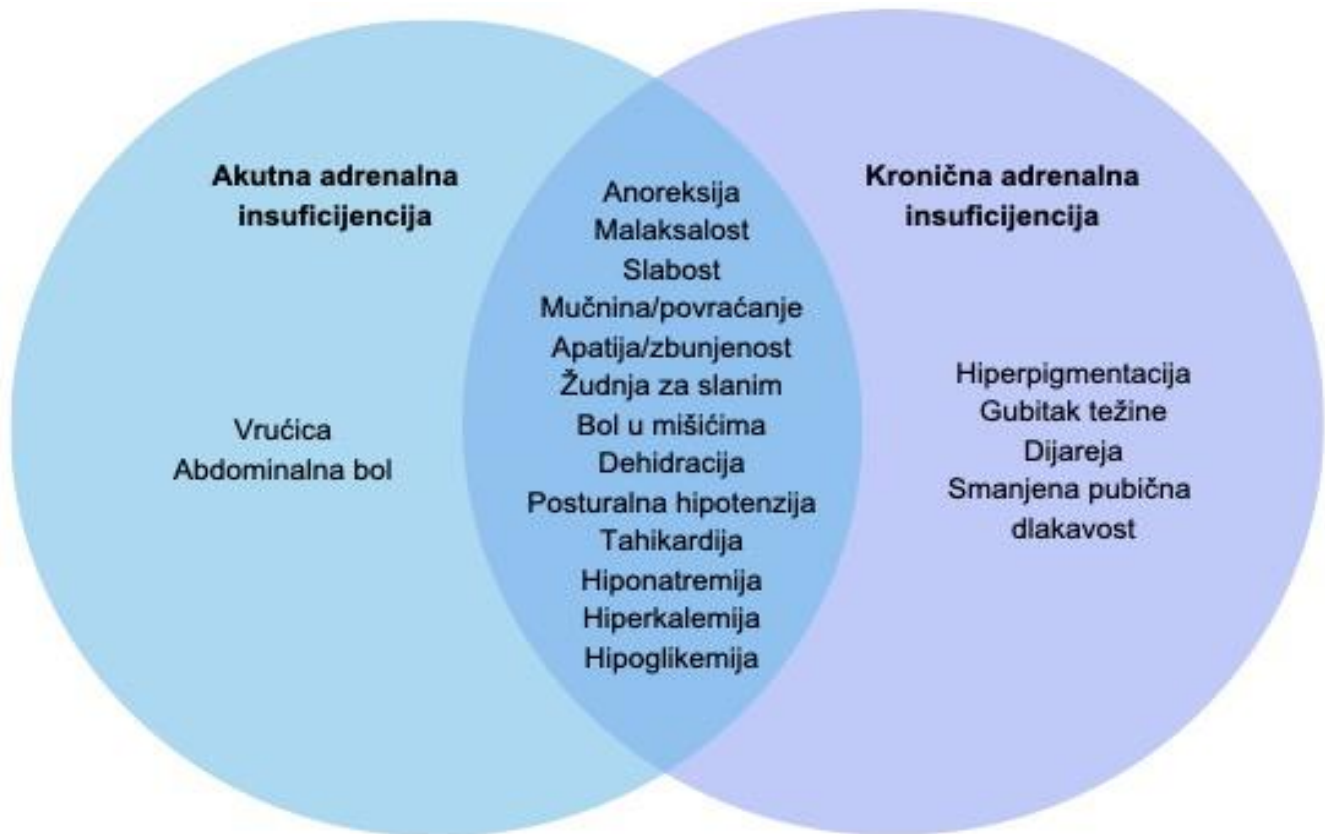 Akutna adrenalna
insuficijencija
Vrućica
Abdominalna bol
Anoreksija
Malaksalost
Slabost
Mučnina/povraćanje
Apatija/zbunjenost
Žudnja za slanim
Bol u mišićima
Dehidracija
Posturalna hipotenzija
Tahikardija
Hiponatremija
Hiperkalemija
Hipoglikemija
Kronična adrenalna
insuficijencija
Hiperpigmentacija
Gubitak težine
Dijareja
Smanjena pubična
dlakavost